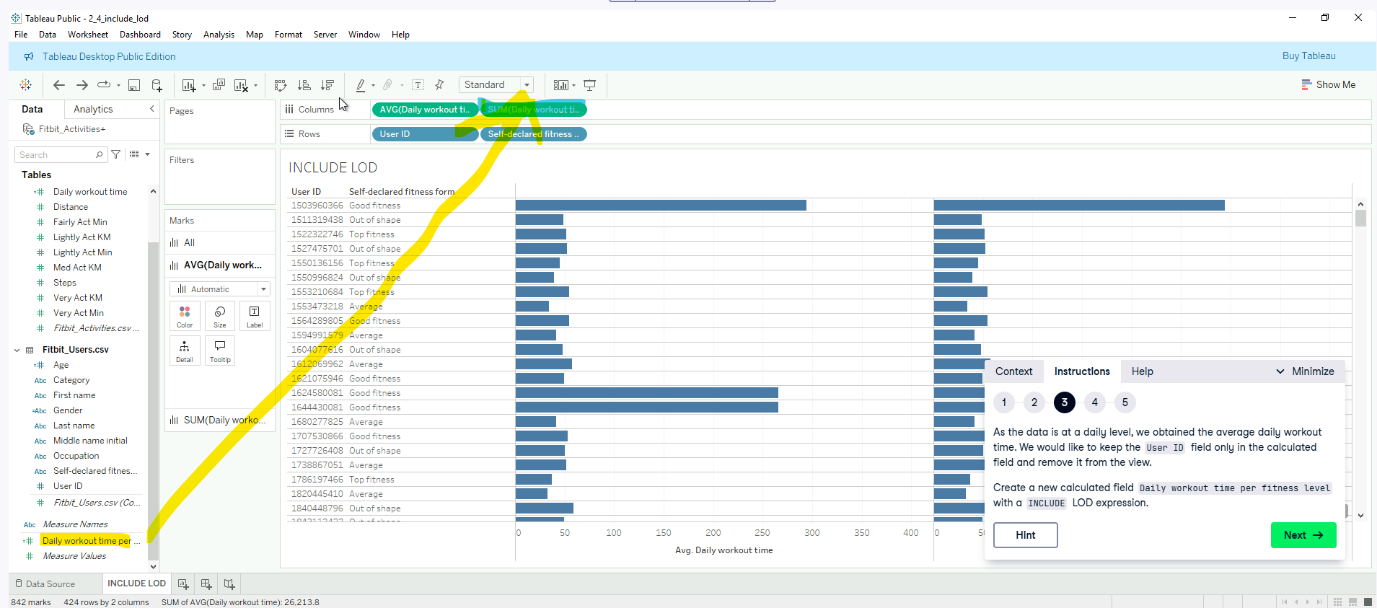 Tableau Public - 2_4_include_lod
File Data Worksheet Dashboard Story Analysis Map Format Server Window Help
Tableau Desktop Public Edition
Buy Tableau
Standard
Show Me
Data Analytics
Fitbit_Activities+
Search
Tables
Daily workout time
Distance
Fairly Act Min
Lightly Act KM
Lightly Act Min
Med Act KM
Steps
Very Act KM
Very Act Min
Fitbit_Activities.csv ...
Fitbit_Users.csv
Age
Category
First name
Gender
Last name
Middle name initial
Occupation
Self-declared fitnes...
User ID
Fitbit_Users.csv (Co...
Measure Names
Daily workout time per ...
Measure Values
Pages
Filters
Marks
All
AVG(Daily work...
Automatic
Color Size Label
Detail Tooltip
SUM(Daily worko...
Columns AVG(Daily workout ti.. SUM(Daily workout ti..
Rows User ID Self-declared fitness ..
INCLUDE LOD
User ID Self-declared fitness form
1503960366 Good fitness
1511319438 Out of shape
1522322746 Top fitness
1527475701 Out of shape
1550136156 Top fitness
1550996824 Out of shape
1553210684 Top fitness
1553473218 Average
1564289805 Good fitness
1594991579 Average
1604077616 Out of shape
1612069962 Average
1621075946 Good fitness
1624580081 Good fitness
1644430081 Good fitness
1680277825 Average
1707530866 Good fitness
1727726408 Out of shape
1738867051 Average
1786197466 Top fitness
1820445410 Average
1840448796 Out of shape
0 50 100 150 200 250 300 350 400 0
Avg. Daily workout time
Context Instructions Help Minimize
1 2 3 4 5
As the data is at a daily level, we obtained the average daily workout
time. We would like to keep the User ID field only in the calculated
field and remove it from the view.
Create a new calculated field Daily workout time per fitness level
with a INCLUDE LOD expression.
Hint
Next →
Data Source INCLUDE LOD
842 marks 424 rows by 2 columns SUM of AVG(Daily workout time): 26,213.8